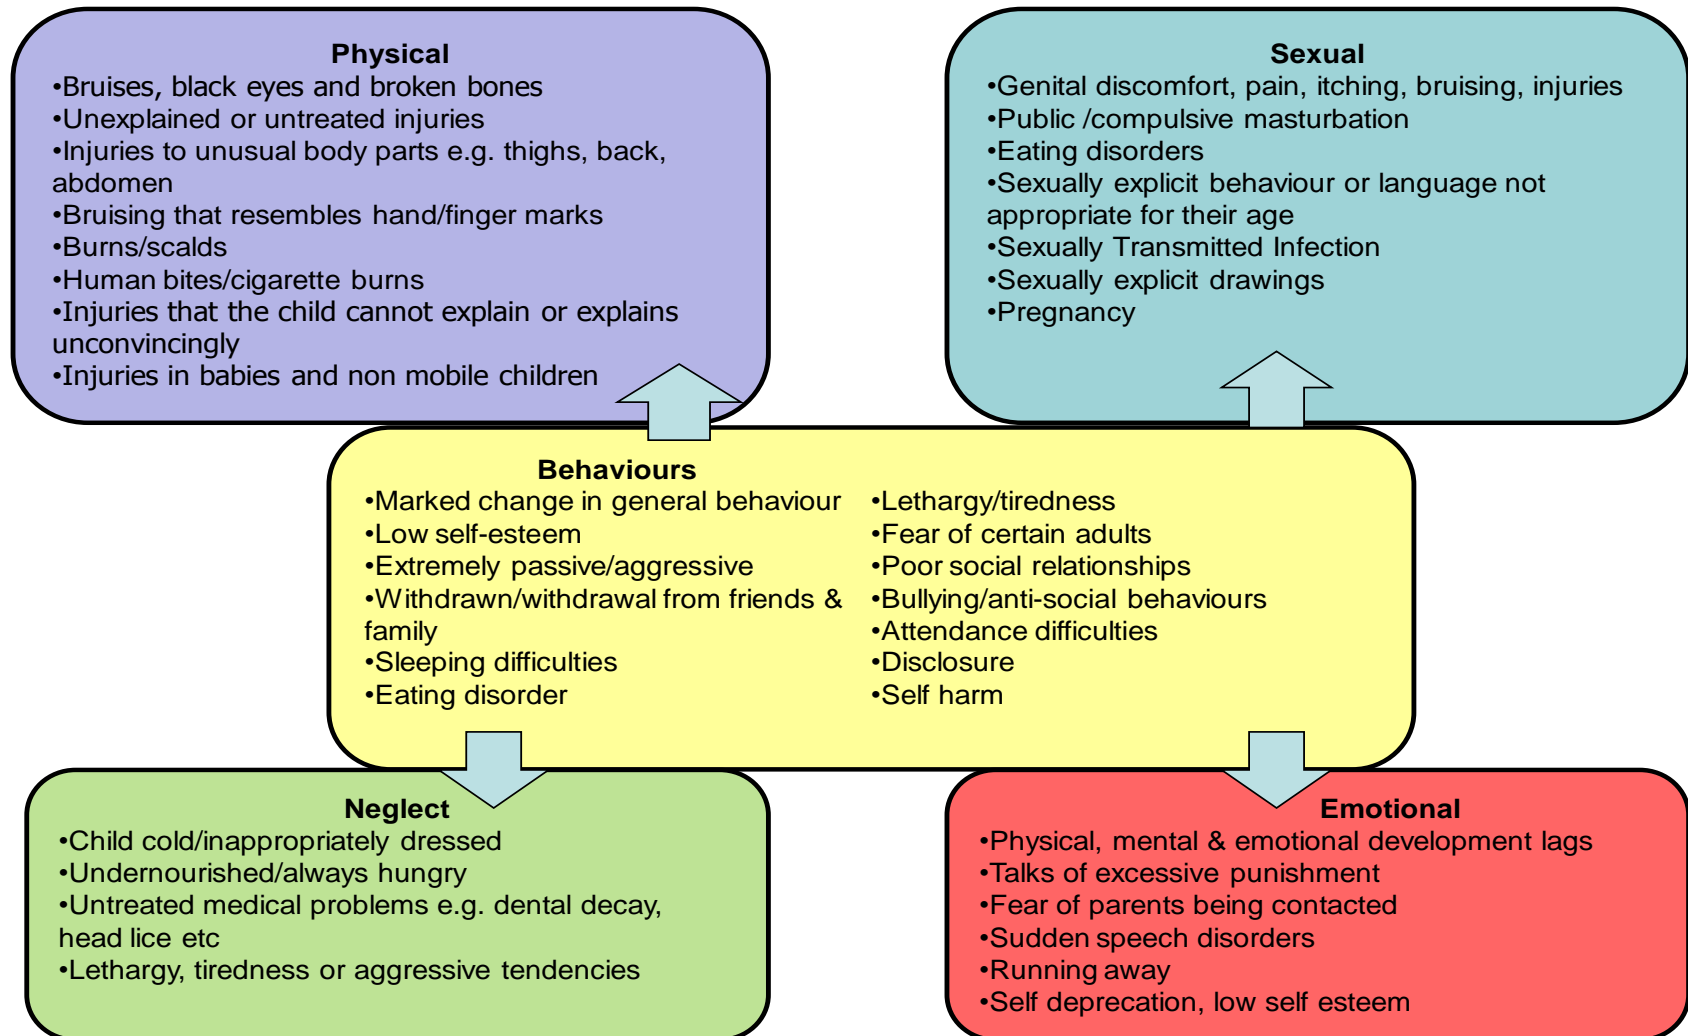 Physical
•Bruises, black eyes and broken bones
•Unexplained or untreated injuries
•Injuries to unusual body parts e.g. thighs, back,
abdomen
•Bruising that resembles hand/finger marks
•Burns/scalds
•Human bites/cigarette burns
•Injuries that the child cannot explain or explains
unconvincingly
•Injuries in babies and non mobile children
Sexual
•Genital discomfort, pain, itching, bruising, injuries
•Public /compulsive masturbation
•Eating disorders
•Sexually explicit behaviour or language not
appropriate for their age
•Sexually Transmitted Infection
•Sexually explicit drawings
•Pregnancy
Behaviours
•Marked change in general behaviour
•Low self-esteem
•Extremely passive/aggressive
•Withdrawn/withdrawal from friends &
family
•Sleeping difficulties
•Eating disorder
•Lethargy/tiredness
•Fear of certain adults
•Poor social relationships
•Bullying/anti-social behaviours
•Attendance difficulties
•Disclosure
•Self harm
Neglect
•Child cold/inappropriately dressed
•Undernourished/always hungry
•Untreated medical problems e.g. dental decay,
head lice etc
•Lethargy, tiredness or aggressive tendencies
Emotional
•Physical, mental & emotional development lags
•Talks of excessive punishment
•Fear of parents being contacted
•Sudden speech disorders
•Running away
•Self deprecation, low self esteem